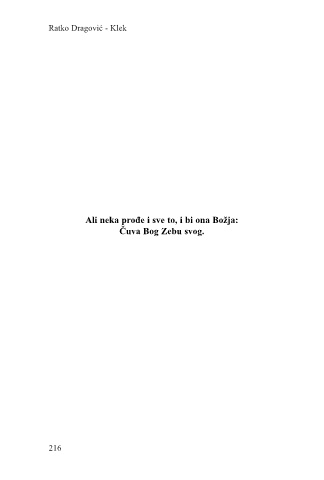 Ratko Dragović - Klek
Ali neka prođe i sve to, i bi ona Božja:
Čuva Bog Zebu svog.
216